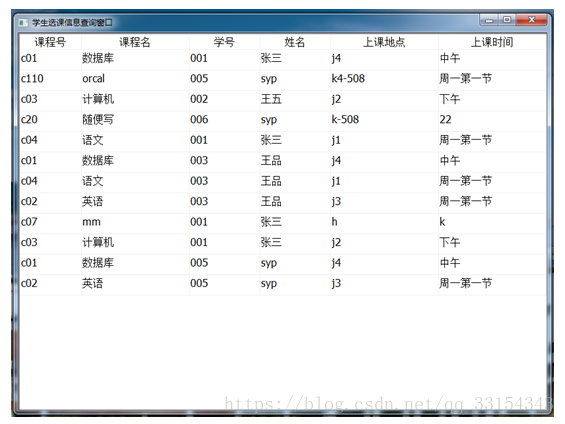 学生选课信息查询窗口
课程号 课程名 学号 姓名 上课地点 上课时间
c01 数据库 001 张三 j4 中午
c110 orcal 005 syp k4-508 周一第一节
c03 计算机 002 王五 j2 下午
c20 随便写 006 syp k-508 22
c04 语文 001 张三 j1 周一第一节
c01 数据库 003 王品 j4 中午
c04 语文 003 王品 j1 周一第一节
c02 英语 003 王品 j3 周一第一节
c07 mm 001 张三 h k
c03 计算机 001 张三 j2 下午
c01 数据库 005 syp j4 中午
c02 英语 005 syp j3 周一第一节
https://blog.csdn.net/qq_33154343